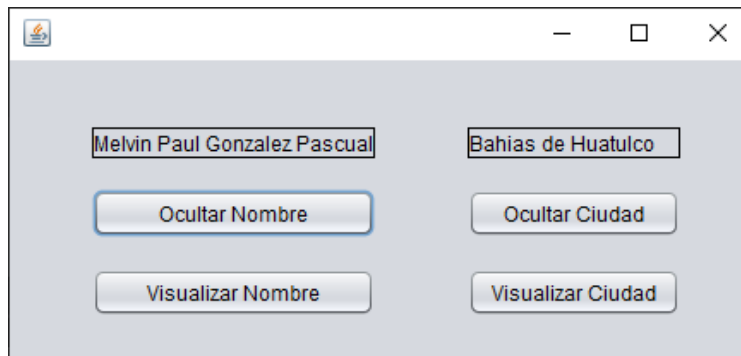 Melvin Paul Gonzalez Pascual
Bahias de Huatulco
Ocultar Nombre
Ocultar Ciudad
Visualizar Nombre
Visualizar Ciudad